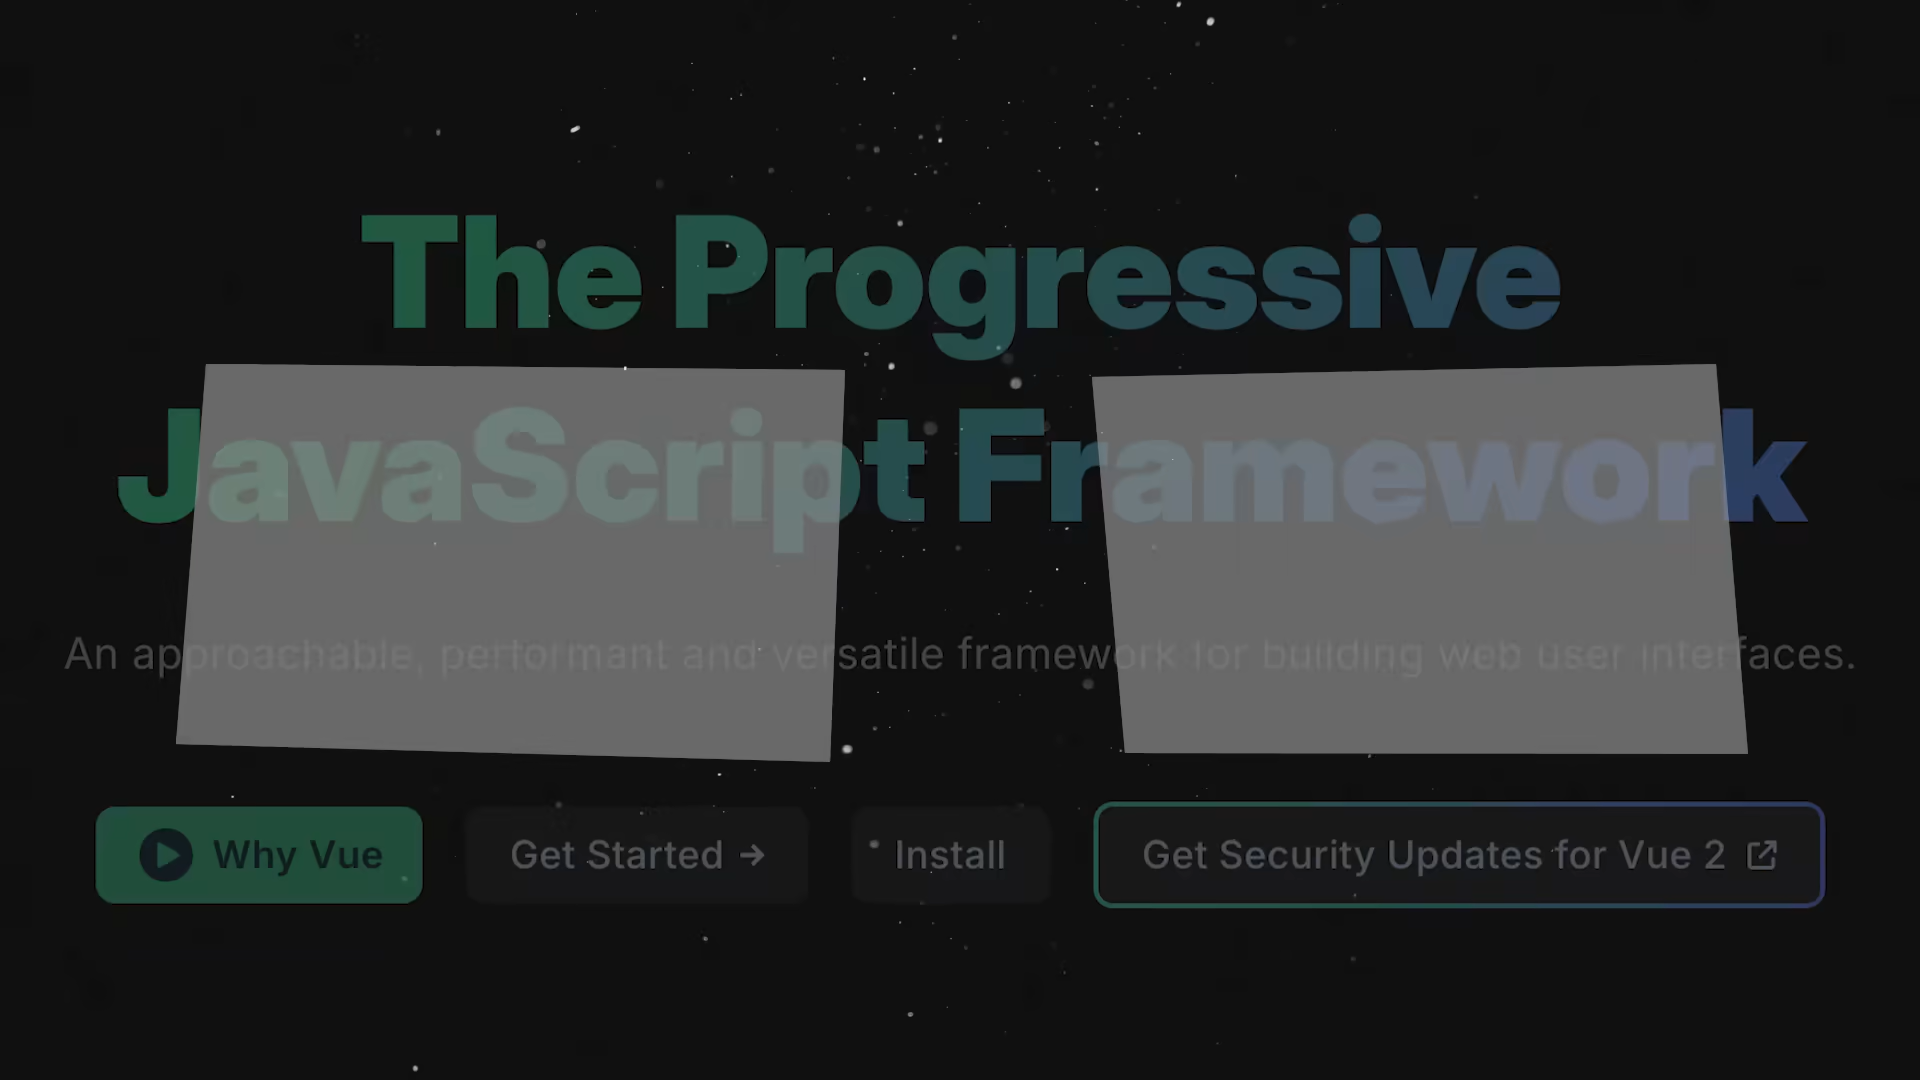 The Progressive
JavaScript Framework
An approachable, performant and versatile framework for building web user interfaces.
Why Vue
Get Started →
Install
Get Security Updates for Vue 2